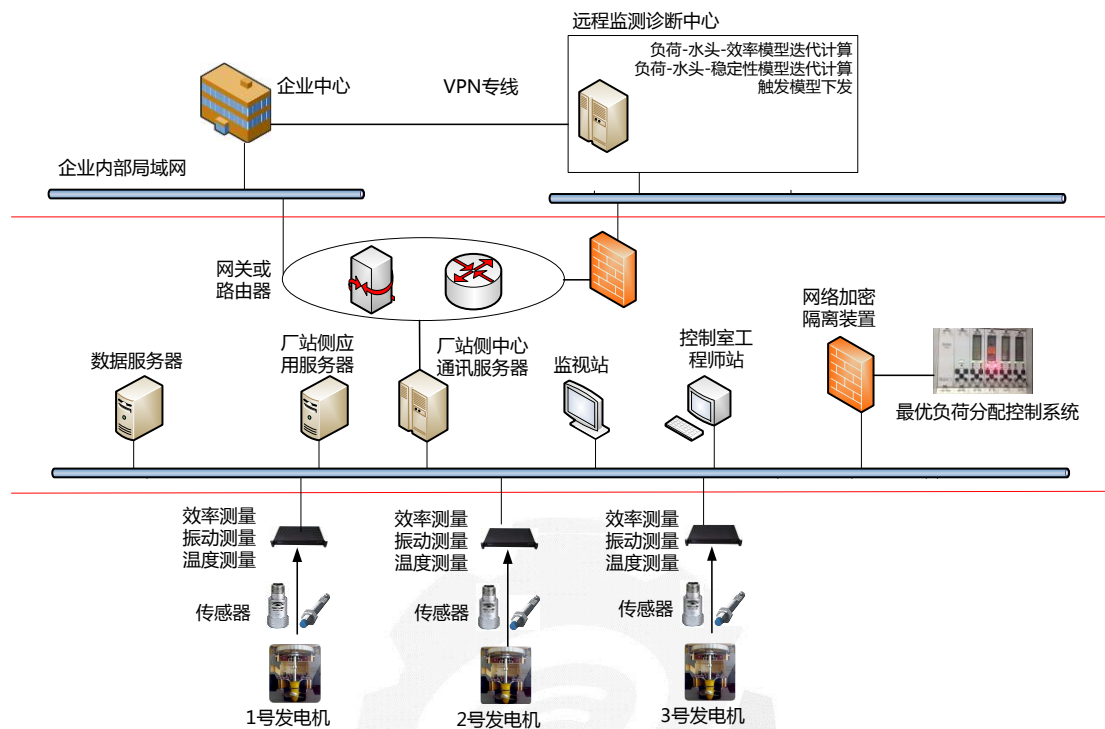 远程监测诊断中心
负荷-水头-效率模型迭代计算
负荷-水头-稳定性模型迭代计算
触发模型下发
企业中心
VPN专线
企业内部局域网
网关或
路由器
网络加密
隔离装置
数据服务器
厂站侧应
用服务器
厂站侧中心
通讯服务器
监视站
控制室工
程师站
最优负荷分配控制系统
效率测量
振动测量
温度测量
效率测量
振动测量
温度测量
效率测量
振动测量
温度测量
传感器
传感器
传感器
1号发电机
2号发电机
3号发电机